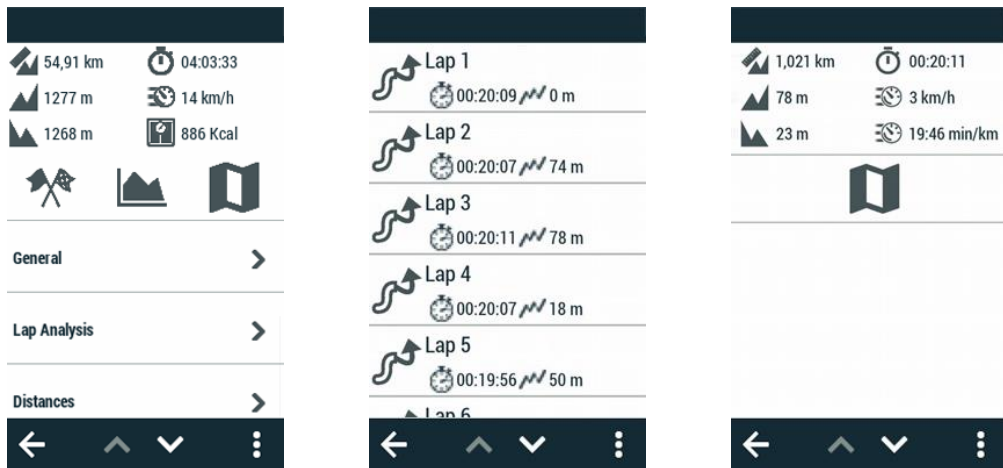 54,91 km 04:03:33
1277 m 14 km/h
1268 m 886 Kcal
General
Lap Analysis
Distances
Lap 1
00:20:09 0 m
Lap 2
00:20:07 74 m
Lap 3
00:20:11 78 m
Lap 4
00:20:07 18 m
Lap 5
00:19:56 50 m
Lap 6
1,021 km 00:20:11
78 m 3 km/h
23 m 19:46 min/km